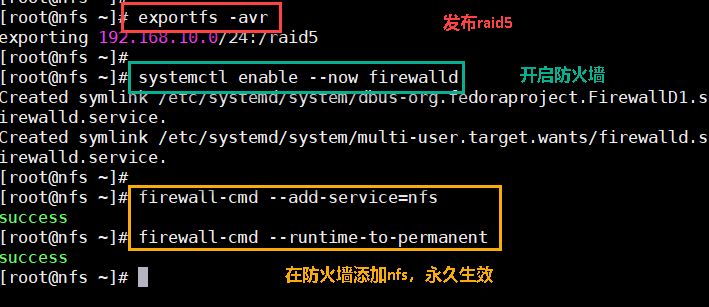 [root@nfs ~]# exportfs -avr 发布raid5
exporting 192.168.10.0/24:/raid5
[root@nfs ~]#
[root@nfs ~]# systemctl enable --now firewalld 开启防火墙
Created symlink /etc/systemd/system/dbus-org.fedoraproject.FirewallD1.s
irewalld.service.
Created symlink /etc/systemd/system/multi-user.target.wants/firewalld.s
irewalld.service.
[root@nfs ~]#
[root@nfs ~]# firewall-cmd --add-service=nfs
success
[root@nfs ~]# firewall-cmd --runtime-to-permanent
success
[root@nfs ~]# 在防火墙添加nfs，永久生效